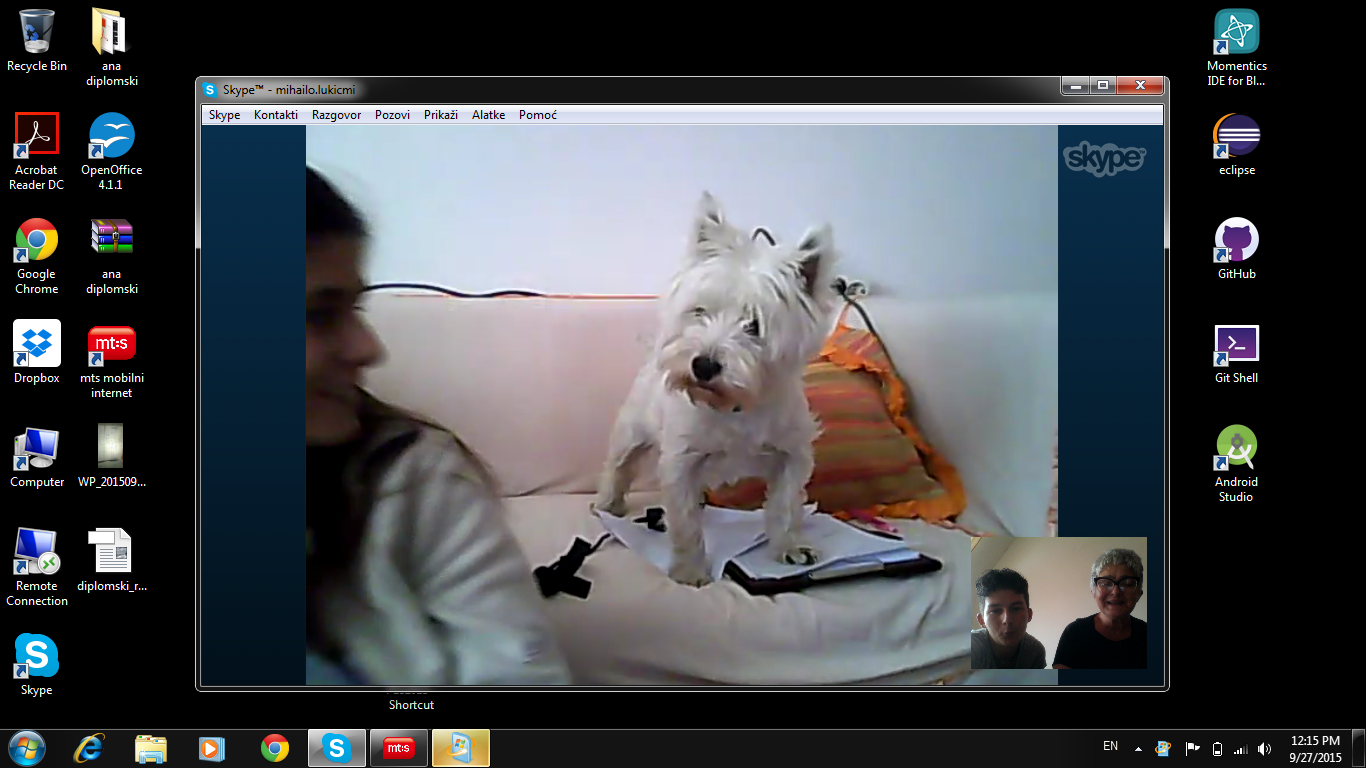 Recycle Bin
ana
diplomski
Acrobat
Reader DC
OpenOffice
4.1.1
Google
Chrome
ana
diplomski
Dropbox
mt:s
mts mobilni
internet
Computer
WP_201509...
Remote
Connection
diplomski_r...
S
Skype
Skype™ - mihailo.lukicmi
Skype
Kontakti
Razgovor
Pozovi
Prikaži
Alatke
Pomoć
skype™
Shortcut
Momentics
IDE for Bl...
eclipse
GitHub
Git Shell
Android
Studio
mt:s
EN
12:15 PM
9/27/2015